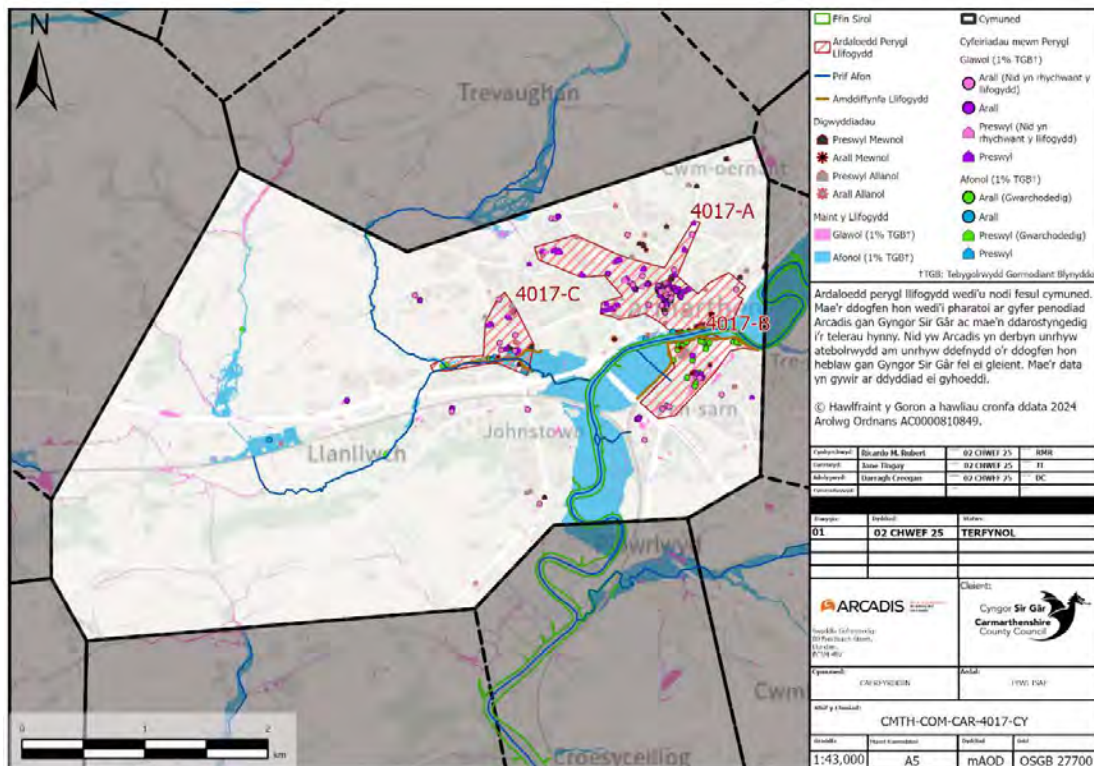 N
Trevaughan
Cwm-oernant
4017-A
4017-C
4017-B
Johnstown
Llanllwch
Croesyceiliog
Cwm
0 1 2
km
Ffin Sirol
Ardaloedd Perygl
Llifogydd
Prif Afon
Amddiffynfa Llifogydd
Digwyddiadau
Preswyl Mewnol
Arall Mewnol
Preswyl Allanol
Arall Allanol
Maint y Llifogydd
Glawol (1% TGB†)
Afonol (1% TGB†)
Cymuned
Cyfeiriadau mewn Perygl
Glawol (1% TGB†)
Arall (Nid yn rhychwant y
llifogydd)
Arall
Preswyl (Nid yn
rhychwant y llifogydd)
Preswyl
Afonol (1% TGB†)
Arall (Gwarchodedig)
Arall
Preswyl (Gwarchodedig)
Preswyl
†TGB: Tebygolrwydd Gormodiant Blynyddol
Ardaloedd perygl llifogydd wedi'u nodi fesul cymuned.
Mae'r ddogfen hon wedi'i pharatoi ar gyfer penodiad
Arcadis gan Gyngor Sir Gâr ac mae'n ddarostyngedig
i'r telerau hynny. Nid yw Arcadis yn derbyn unrhyw
atebolrwydd am unrhyw ddefnydd o'r ddogfen hon
heblaw gan Gyngor Sir Gâr fel ei gleient. Mae'r data
yn gywir ar ddyddiad ei gyhoeddi.
© Hawlfraint y Goron a hawliau cronfa ddata 2024
Arolwg Ordnans AC0000810849.
Ricardo M. Robert 02 CHWEF 25 RMR
Jane Tingay 02 CHWEF 25 JT
Darragh Creegan 02 CHWEF 25 DC
01 02 CHWEF 25 TERFYNOL
ARCADIS
Cleient:
Cyngor Sir Gâr
Carmarthenshire
County Council
CMTH-COM-CAR-4017-CY
1:43,000 A5 mAOD OSGB 27700